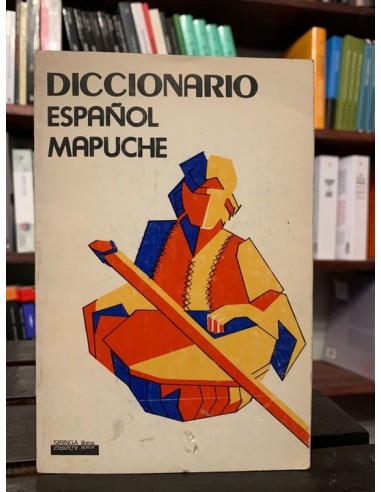 DICCIONARIO
ESPAÑOL
MAPUCHE
SIRINGA libros